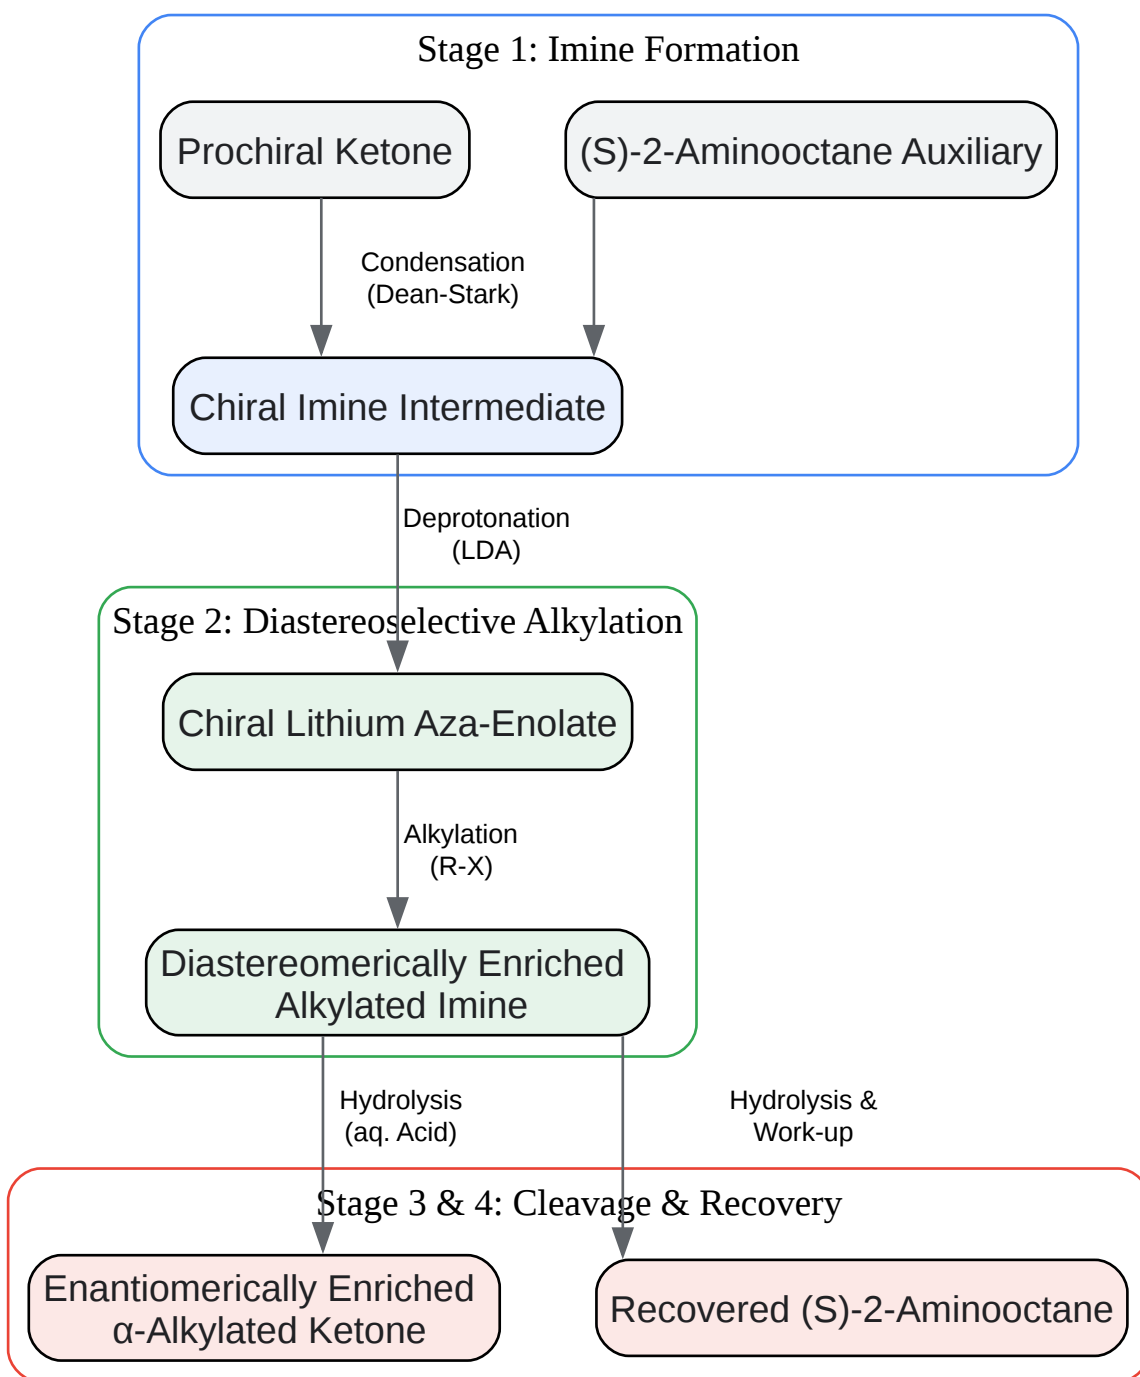 Stage 1: Imine Formation
Prochiral Ketone
(S)-2-Aminooctane Auxiliary
Condensation
(Dean-Stark)
Chiral Imine Intermediate
Deprotonation
(LDA)
Stage 2: Diastereoselective Alkylation
Chiral Lithium Aza-Enolate
Alkylation
(R-X)
Diastereomerically Enriched
Alkylated Imine
Hydrolysis
(aq. Acid)
Hydrolysis &
Work-up
Stage 3 & 4: Cleavage & Recovery
Enantiomerically Enriched
α-Alkylated Ketone
Recovered (S)-2-Aminooctane